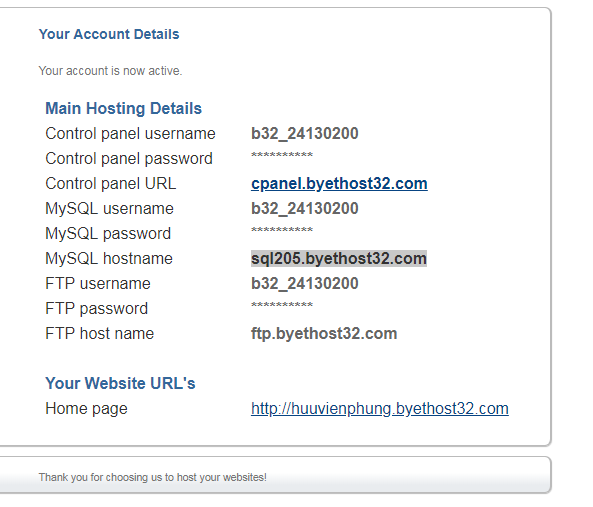 Your Account Details
Your account is now active.
Main Hosting Details
Control panel username b32_24130200
Control panel password **********
Control panel URL cpanel.byethost32.com
MySQL username b32_24130200
MySQL password **********
MySQL hostname sql205.byethost32.com
FTP username b32_24130200
FTP password **********
FTP host name ftp.byethost32.com
Your Website URL's
Home page http://huuvienphung.byethost32.com
Thank you for choosing us to host your websites!